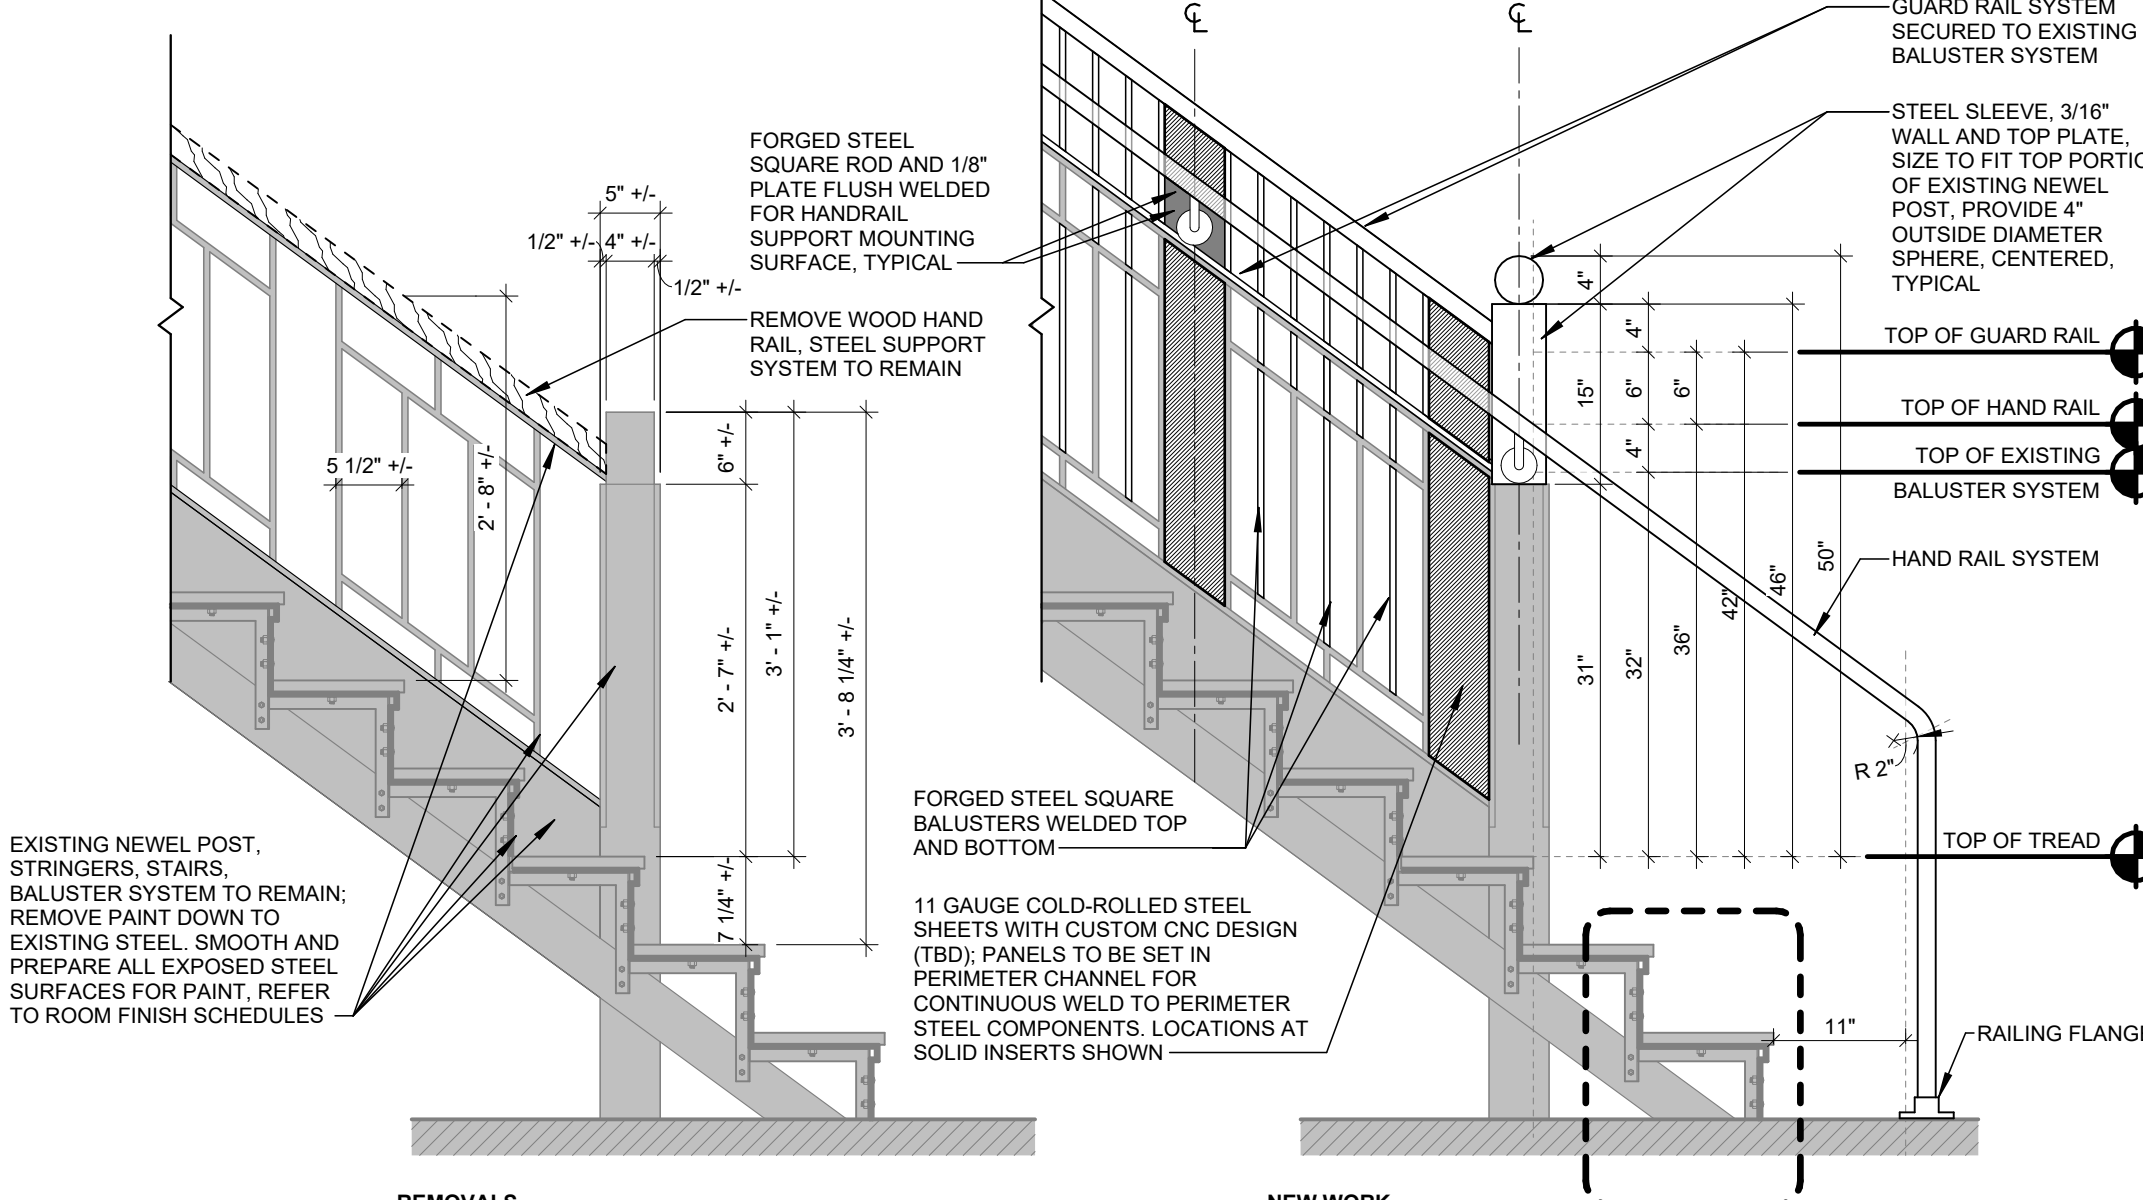 FORGED STEEL
SQUARE ROD AND 1/8"
PLATE FLUSH WELDED
FOR HANDRAIL
SUPPORT MOUNTING
SURFACE, TYPICAL
5" +/-
1/2" +/-
4" +/-
1/2" +/-
REMOVE WOOD HAND
RAIL, STEEL SUPPORT
SYSTEM TO REMAIN
5 1/2" +/-
2' - 8" +/-
6" +/-
2' - 7" +/-
3' - 1" +/-
3' - 8 1/4" +/-
7 1/4" +/-
EXISTING NEWEL POST,
STRINGERS, STAIRS,
BALUSTER SYSTEM TO REMAIN;
REMOVE PAINT DOWN TO
EXISTING STEEL. SMOOTH AND
PREPARE ALL EXPOSED STEEL
SURFACES FOR PAINT, REFER
TO ROOM FINISH SCHEDULES
REMOVALS
℄
℄
GUARD RAIL SYSTEM
SECURED TO EXISTING
BALUSTER SYSTEM
STEEL SLEEVE, 3/16"
WALL AND TOP PLATE,
SIZE TO FIT TOP
OF EXISTING NEWEL
POST, PROVIDE 4"
OUTSIDE DIAMETER
SPHERE, CENTERED,
TYPICAL
TOP OF GUARD RAIL
TOP OF HAND RAIL
TOP OF EXISTING
BALUSTER SYSTEM
HAND RAIL SYSTEM
4"
4"
15"
6"
6"
4"
31"
32"
36"
42"
46"
50"
R 2"
TOP OF TREAD
11"
RAILING
FORGED STEEL SQUARE
BALUSTERS WELDED TOP
AND BOTTOM
11 GAUGE COLD-ROLLED STEEL
SHEETS WITH CUSTOM CNC DESIGN
(TBD); PANELS TO BE SET IN
PERIMETER CHANNEL FOR
CONTINUOUS WELD TO PERIMETER
STEEL COMPONENTS. LOCATIONS AT
SOLID INSERTS SHOWN
NEW WORK